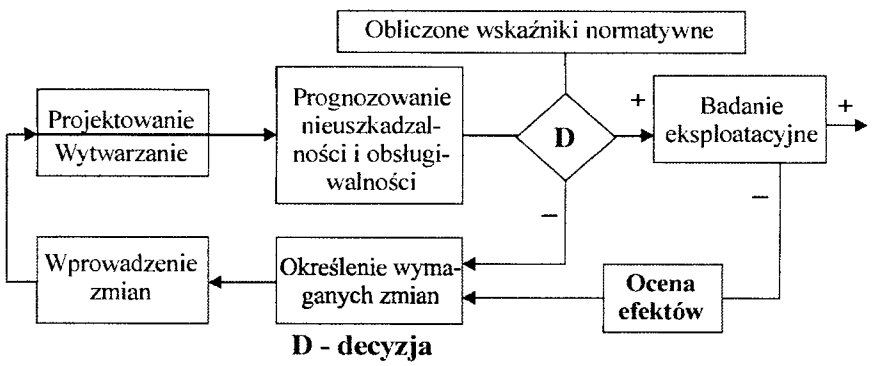 Obliczone wskaźniki normatywne
Projektowanie
Wytwarzanie
Prognozowanie
nieuszkadzal-
ności i obsługi-
walności
D
+
Badanie
eksploatacyjne
+
–
–
Wprowadzenie
zmian
Określenie wyma-
ganych zmian
Ocena
efektów
D - decyzja